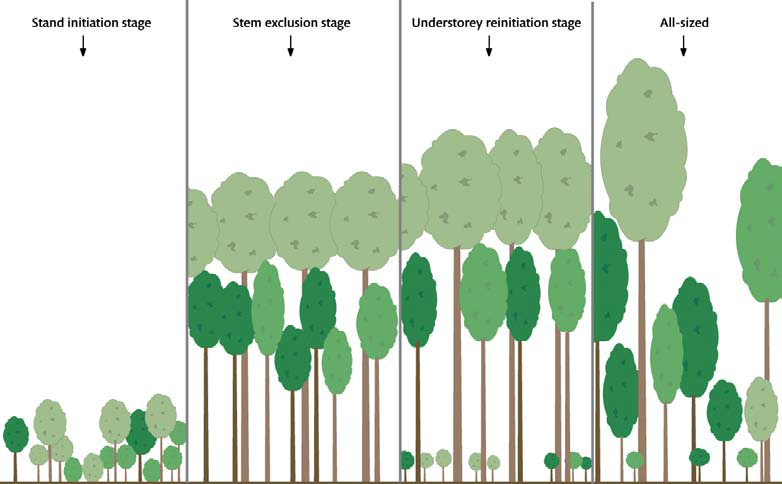 Stand initiation stage
Stem exclusion stage
Understorey reinitiation stage
All-sized